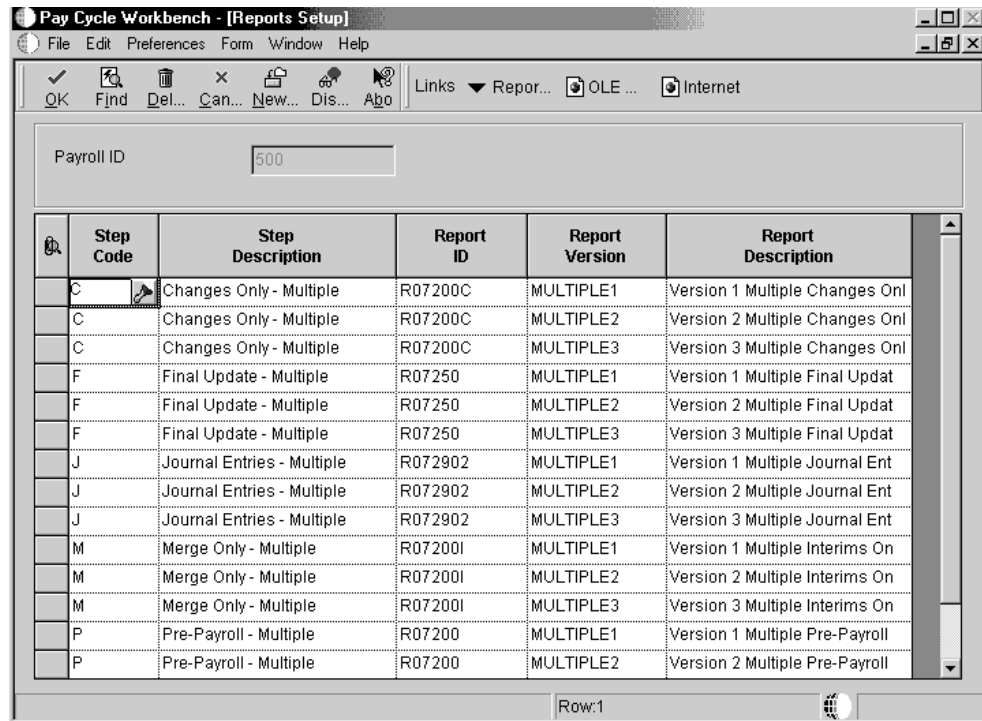 Pay Cycle Workbench - [Reports Setup]
File Edit Preferences Form Window Help
OK Find Del... Can... New... Dis... Abo Links Repor... OLE ... Internet
Payroll ID 500
Step Code Step Description Report ID Report Version Report Description
C Changes Only - Multiple R07200C MULTIPLE1 Version 1 Multiple Changes Onl
C Changes Only - Multiple R07200C MULTIPLE2 Version 2 Multiple Changes Onl
C Changes Only - Multiple R07200C MULTIPLE3 Version 3 Multiple Changes Onl
F Final Update - Multiple R07250 MULTIPLE1 Version 1 Multiple Final Updat
F Final Update - Multiple R07250 MULTIPLE2 Version 2 Multiple Final Updat
F Final Update - Multiple R07250 MULTIPLE3 Version 3 Multiple Final Updat
J Journal Entries - Multiple R072902 MULTIPLE1 Version 1 Multiple Journal Ent
J Journal Entries - Multiple R072902 MULTIPLE2 Version 2 Multiple Journal Ent
J Journal Entries - Multiple R072902 MULTIPLE3 Version 3 Multiple Journal Ent
M Merge Only - Multiple R07200I MULTIPLE1 Version 1 Multiple Interims On
M Merge Only - Multiple R07200I MULTIPLE2 Version 2 Multiple Interims On
M Merge Only - Multiple R07200I MULTIPLE3 Version 3 Multiple Interims On
P Pre-Payroll - Multiple R07200 MULTIPLE1 Version 1 Multiple Pre-Payroll
P Pre-Payroll - Multiple R07200 MULTIPLE2 Version 2 Multiple Pre-Payroll
Row:1